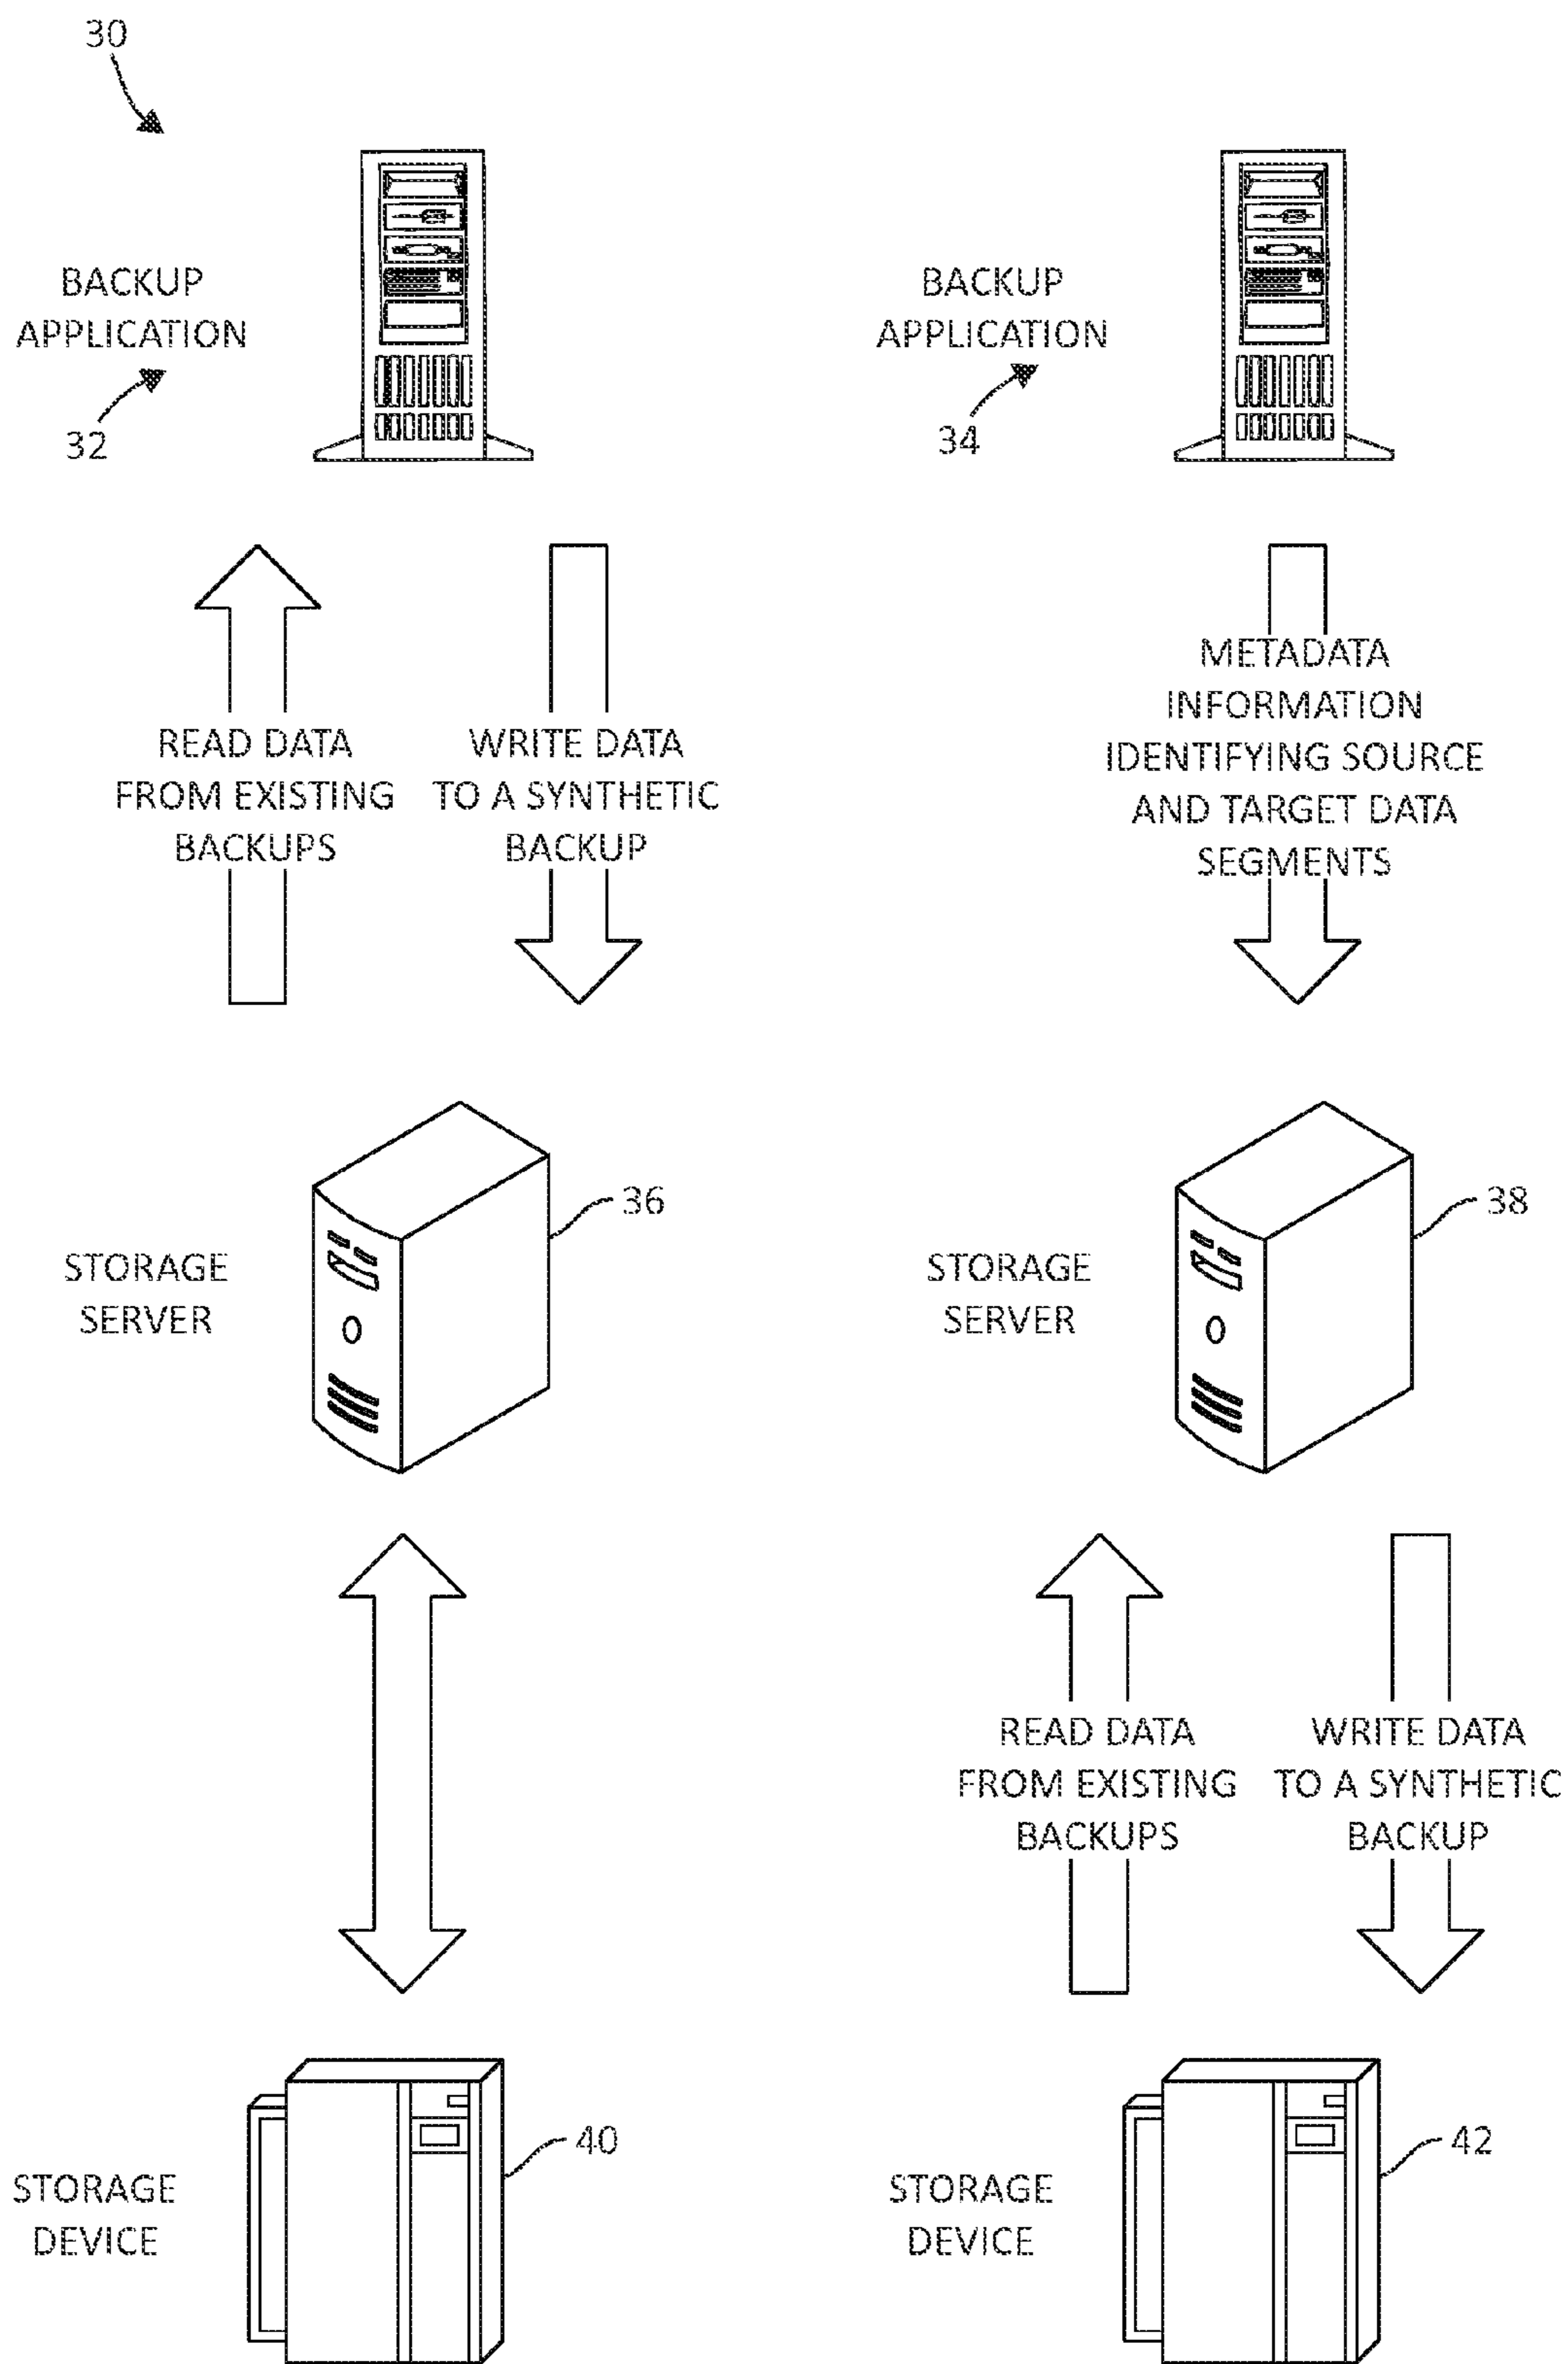 30
BACKUP
APPLICATION
32
BACKUP
APPLICATION
34
READ DATA
FROM EXISTING
BACKUPS
WRITE DATA
TO A SYNTHETIC
BACKUP
METADATA
INFORMATION
IDENTIFYING SOURCE
AND TARGET DATA
SEGMENTS
36
STORAGE
SERVER
38
STORAGE
SERVER
READ DATA
FROM EXISTING
BACKUPS
WRITE DATA
TO A SYNTHETIC
BACKUP
40
STORAGE
DEVICE
42
STORAGE
DEVICE